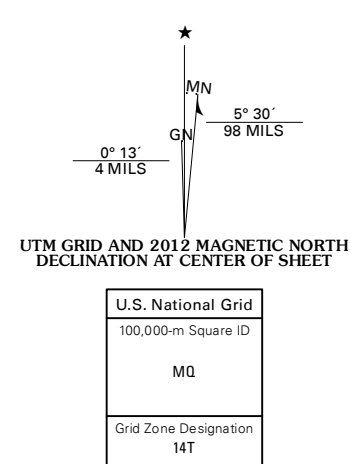 ★
MN
5° 30´
98 MILS
GN
0° 13´
4 MILS
UTM GRID AND 2012 MAGNETIC NORTH
DECLINATION AT CENTER OF SHEET
U.S. National Grid
100,000-m Square ID
MQ
Grid Zone Designation
14T